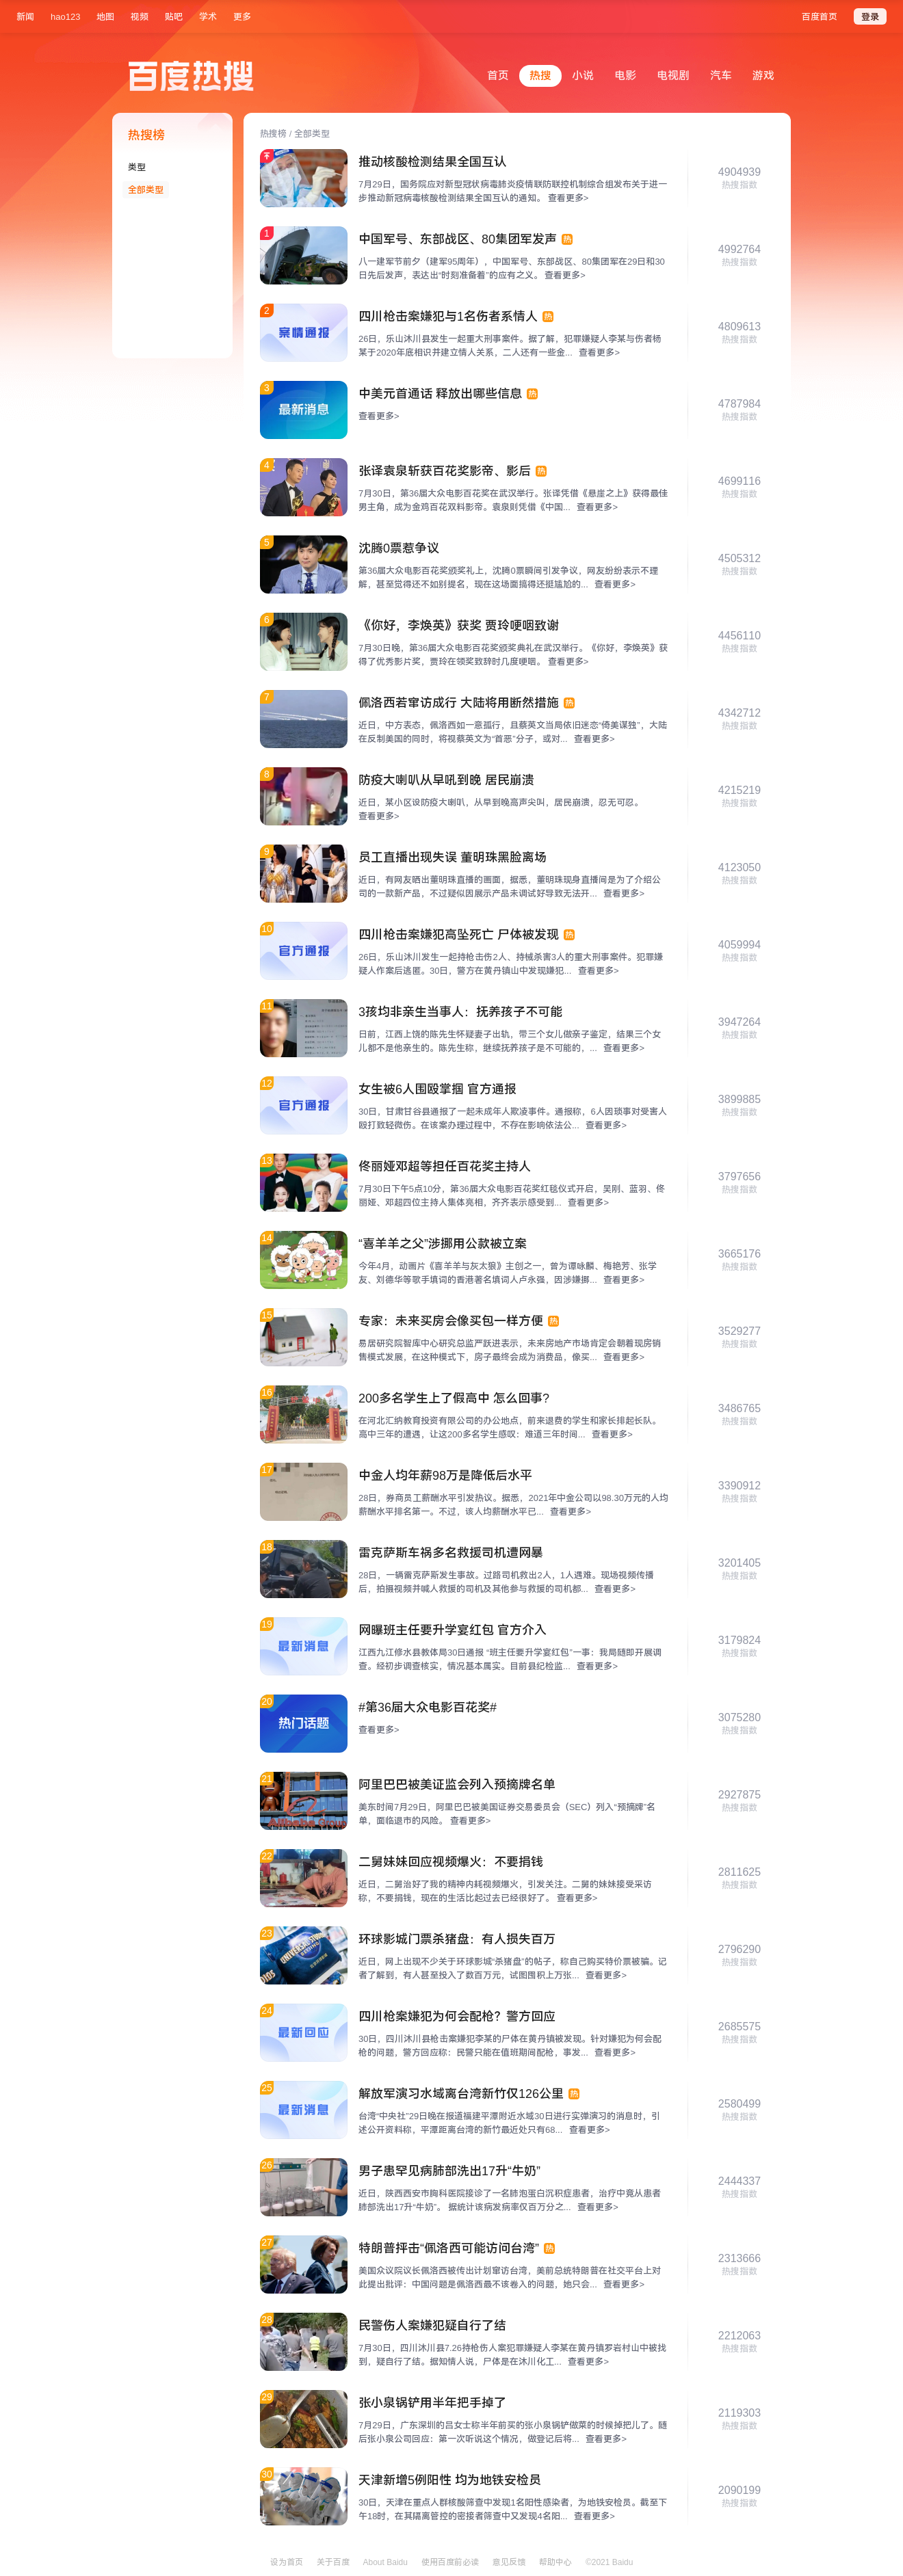 新闻 hao123 地图 视频 贴吧 学术 更多 百度首页 登录
百度热搜
首页 热搜 小说 电影 电视剧 汽车 游戏
热搜榜
类型
全部类型
热搜榜 / 全部类型
推动核酸检测结果全国互认
7月29日，国务院应对新型冠状病毒肺炎疫情联防联控机制综合组发布关于进一
步推动新冠病毒核酸检测结果全国互认的通知。 查看更多>
4904939
热搜指数
1
中国军号、东部战区、80集团军发声 热
八一建军节前夕（建军95周年），中国军号、东部战区、80集团军在29日和30
日先后发声，表达出“时刻准备着”的应有之义。 查看更多>
4992764
热搜指数
2
案情通报
四川枪击案嫌犯与1名伤者系情人 热
26日，乐山沐川县发生一起重大刑事案件。据了解，犯罪嫌疑人李某与伤者杨
某于2020年底相识并建立情人关系，二人还有一些金... 查看更多>
4809613
热搜指数
3
最新消息
中美元首通话 释放出哪些信息 热
查看更多>
4787984
热搜指数
4
张译袁泉斩获百花奖影帝、影后 热
7月30日，第36届大众电影百花奖在武汉举行。张译凭借《悬崖之上》获得最佳
男主角，成为金鸡百花双料影帝。袁泉则凭借《中国... 查看更多>
4699116
热搜指数
5
沈腾0票惹争议
第36届大众电影百花奖颁奖礼上，沈腾0票瞬间引发争议，网友纷纷表示不理
解，甚至觉得还不如别提名，现在这场面搞得还挺尴尬的... 查看更多>
4505312
热搜指数
6
《你好，李焕英》获奖 贾玲哽咽致谢
7月30日晚，第36届大众电影百花奖颁奖典礼在武汉举行。《你好，李焕英》获
得了优秀影片奖，贾玲在领奖致辞时几度哽咽。 查看更多>
4456110
热搜指数
7
佩洛西若窜访成行 大陆将用断然措施 热
近日，中方表态，佩洛西如一意孤行，且蔡英文当局依旧迷恋“倚美谋独”，大陆
在反制美国的同时，将视蔡英文为“首恶”分子，或对... 查看更多>
4342712
热搜指数
8
防疫大喇叭从早吼到晚 居民崩溃
近日，某小区设防疫大喇叭，从早到晚高声尖叫，居民崩溃，忍无可忍。
查看更多>
4215219
热搜指数
9
员工直播出现失误 董明珠黑脸离场
近日，有网友晒出董明珠直播的画面，据悉，董明珠现身直播间是为了介绍公
司的一款新产品，不过疑似因展示产品未调试好导致无法开... 查看更多>
4123050
热搜指数
10
官方通报
四川枪击案嫌犯高坠死亡 尸体被发现 热
26日，乐山沐川发生一起持枪击伤2人、持械杀害3人的重大刑事案件。犯罪嫌
疑人作案后逃匿。30日，警方在黄丹镇山中发现嫌犯... 查看更多>
4059994
热搜指数
11
3孩均非亲生当事人：抚养孩子不可能
日前，江西上饶的陈先生怀疑妻子出轨，带三个女儿做亲子鉴定，结果三个女
儿都不是他亲生的。陈先生称，继续抚养孩子是不可能的，... 查看更多>
3947264
热搜指数
12
官方通报
女生被6人围殴掌掴 官方通报
30日，甘肃甘谷县通报了一起未成年人欺凌事件。通报称，6人因琐事对受害人
殴打致轻微伤。在该案办理过程中，不存在影响依法公... 查看更多>
3899885
热搜指数
13
佟丽娅邓超等担任百花奖主持人
7月30日下午5点10分，第36届大众电影百花奖红毯仪式开启，吴刚、蓝羽、佟
丽娅、邓超四位主持人集体亮相，齐齐表示感受到... 查看更多>
3797656
热搜指数
14
“喜羊羊之父”涉挪用公款被立案
今年4月，动画片《喜羊羊与灰太狼》主创之一，曾为谭咏麟、梅艳芳、张学
友、刘德华等歌手填词的香港著名填词人卢永强，因涉嫌挪... 查看更多>
3665176
热搜指数
15
专家：未来买房会像买包一样方便 热
易居研究院智库中心研究总监严跃进表示，未来房地产市场肯定会朝着现房销
售模式发展，在这种模式下，房子最终会成为消费品，像买... 查看更多>
3529277
热搜指数
16
200多名学生上了假高中 怎么回事?
在河北汇纳教育投资有限公司的办公地点，前来退费的学生和家长排起长队。
高中三年的遭遇，让这200多名学生感叹：难道三年时间... 查看更多>
3486765
热搜指数
17
中金人均年薪98万是降低后水平
28日，券商员工薪酬水平引发热议。据悉，2021年中金公司以98.30万元的人均
薪酬水平排名第一。不过，该人均薪酬水平已... 查看更多>
3390912
热搜指数
18
雷克萨斯车祸多名救援司机遭网暴
28日，一辆雷克萨斯发生事故。过路司机救出2人，1人遇难。现场视频传播
后，拍摄视频并喊人救援的司机及其他参与救援的司机都... 查看更多>
3201405
热搜指数
19
最新消息
网曝班主任要升学宴红包 官方介入
江西九江修水县教体局30日通报 “班主任要升学宴红包”一事：我局随即开展调
查。经初步调查核实，情况基本属实。目前县纪检监... 查看更多>
3179824
热搜指数
20
热门话题
#第36届大众电影百花奖#
查看更多>
3075280
热搜指数
21
阿里巴巴被美证监会列入预摘牌名单
美东时间7月29日，阿里巴巴被美国证券交易委员会（SEC）列入“预摘牌”名
单，面临退市的风险。 查看更多>
2927875
热搜指数
22
二舅妹妹回应视频爆火：不要捐钱
近日，二舅治好了我的精神内耗视频爆火，引发关注。二舅的妹妹接受采访
称，不要捐钱，现在的生活比起过去已经很好了。 查看更多>
2811625
热搜指数
23
环球影城门票杀猪盘：有人损失百万
近日，网上出现不少关于环球影城“杀猪盘”的帖子，称自己购买特价票被骗。记
者了解到，有人甚至投入了数百万元，试图囤积上万张... 查看更多>
2796290
热搜指数
24
最新回应
四川枪案嫌犯为何会配枪？警方回应
30日，四川沐川县枪击案嫌犯李某的尸体在黄丹镇被发现。针对嫌犯为何会配
枪的问题，警方回应称：民警只能在值班期间配枪，事发... 查看更多>
2685575
热搜指数
25
最新消息
解放军演习水域离台湾新竹仅126公里 热
台湾“中央社”29日晚在报道福建平潭附近水域30日进行实弹演习的消息时，引
述公开资料称，平潭距离台湾的新竹最近处只有68... 查看更多>
2580499
热搜指数
26
男子患罕见病肺部洗出17升“牛奶”
近日，陕西西安市胸科医院接诊了一名肺泡蛋白沉积症患者，治疗中竟从患者
肺部洗出17升“牛奶”。 据统计该病发病率仅百万分之... 查看更多>
2444337
热搜指数
27
特朗普抨击“佩洛西可能访问台湾” 热
美国众议院议长佩洛西被传出计划窜访台湾，美前总统特朗普在社交平台上对
此提出批评：中国问题是佩洛西最不该卷入的问题，她只会... 查看更多>
2313666
热搜指数
28
民警伤人案嫌犯疑自行了结
7月30日，四川沐川县7.26持枪伤人案犯罪嫌疑人李某在黄丹镇罗岩村山中被找
到，疑自行了结。据知情人说，尸体是在沐川化工... 查看更多>
2212063
热搜指数
29
张小泉锅铲用半年把手掉了
7月29日，广东深圳的吕女士称半年前买的张小泉锅铲做菜的时候掉把儿了。随
后张小泉公司回应：第一次听说这个情况，做登记后将... 查看更多>
2119303
热搜指数
30
天津新增5例阳性 均为地铁安检员
30日，天津在重点人群核酸筛查中发现1名阳性感染者，为地铁安检员。截至下
午18时，在其隔离管控的密接者筛查中又发现4名阳... 查看更多>
2090199
热搜指数
设为首页 关于百度 About Baidu 使用百度前必读 意见反馈 帮助中心 ©2021 Baidu